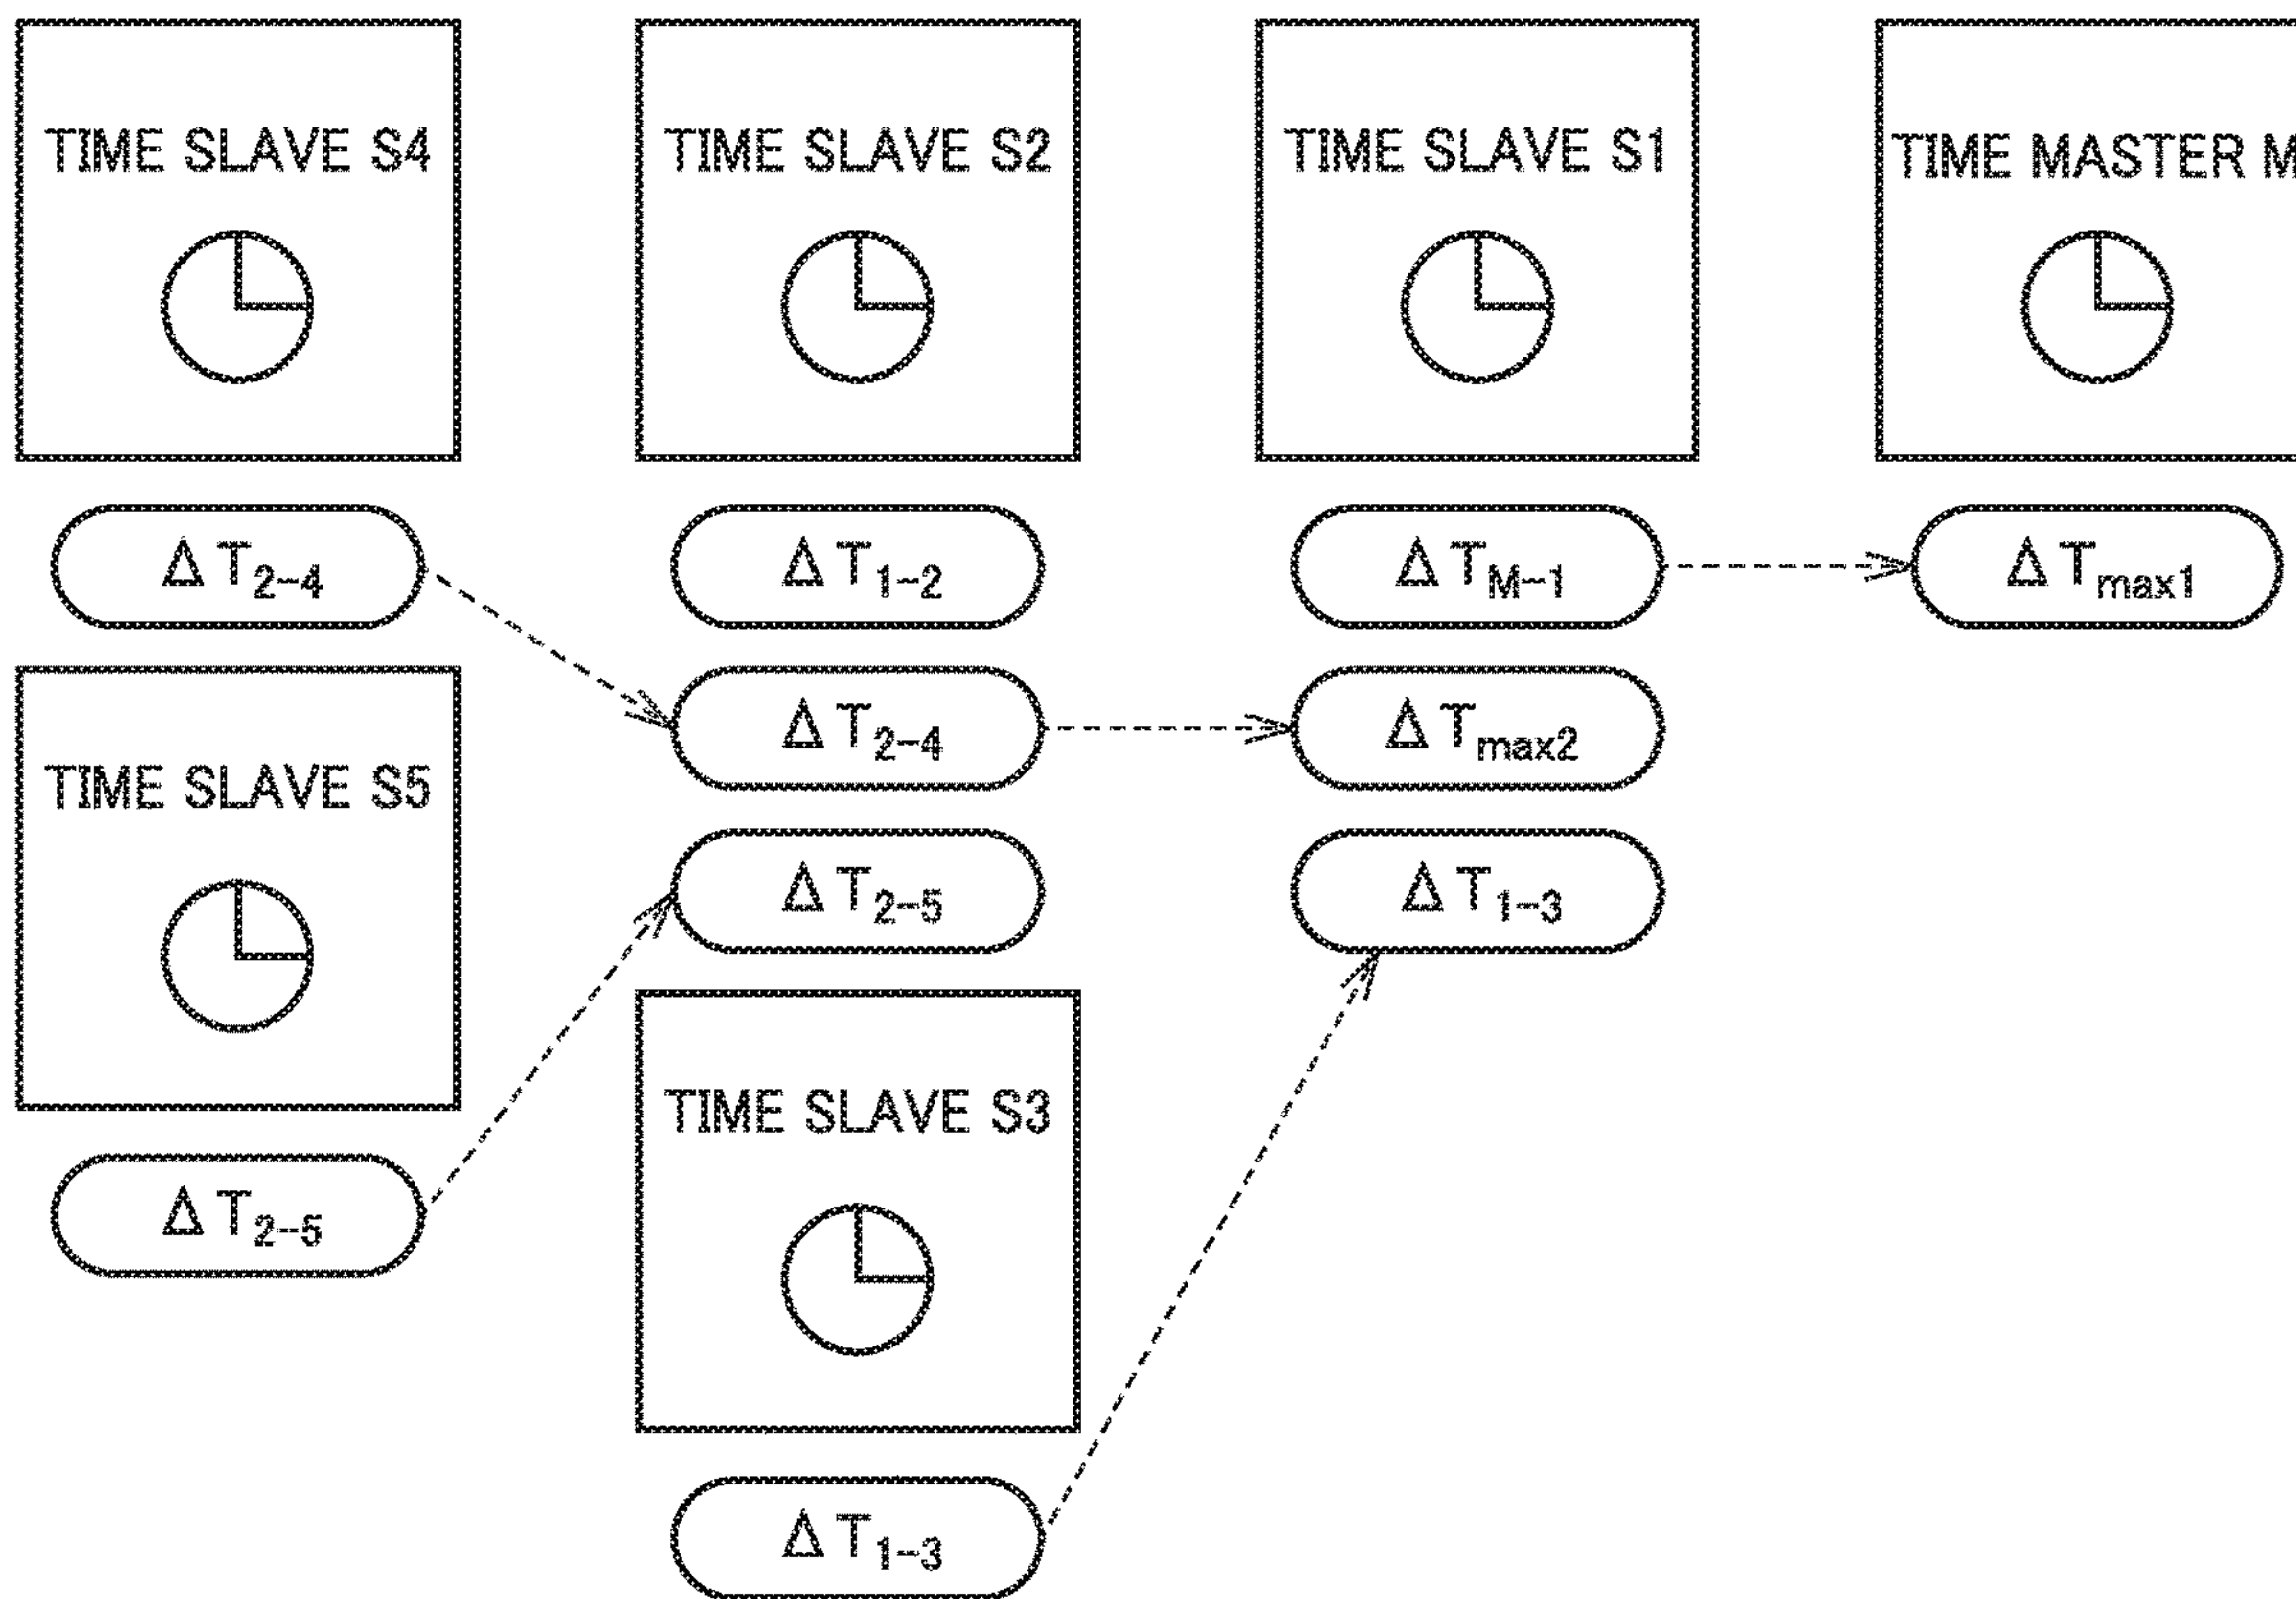 TIME SLAVE S4
TIME SLAVE S2
TIME SLAVE S1
TIME MASTER M
ΔT2-4
ΔT1-2
ΔTM-1
ΔTmax1
ΔT2-4
ΔTmax2
TIME SLAVE S5
ΔT2-5
ΔT1-3
TIME SLAVE S3
ΔT2-5
ΔT1-3